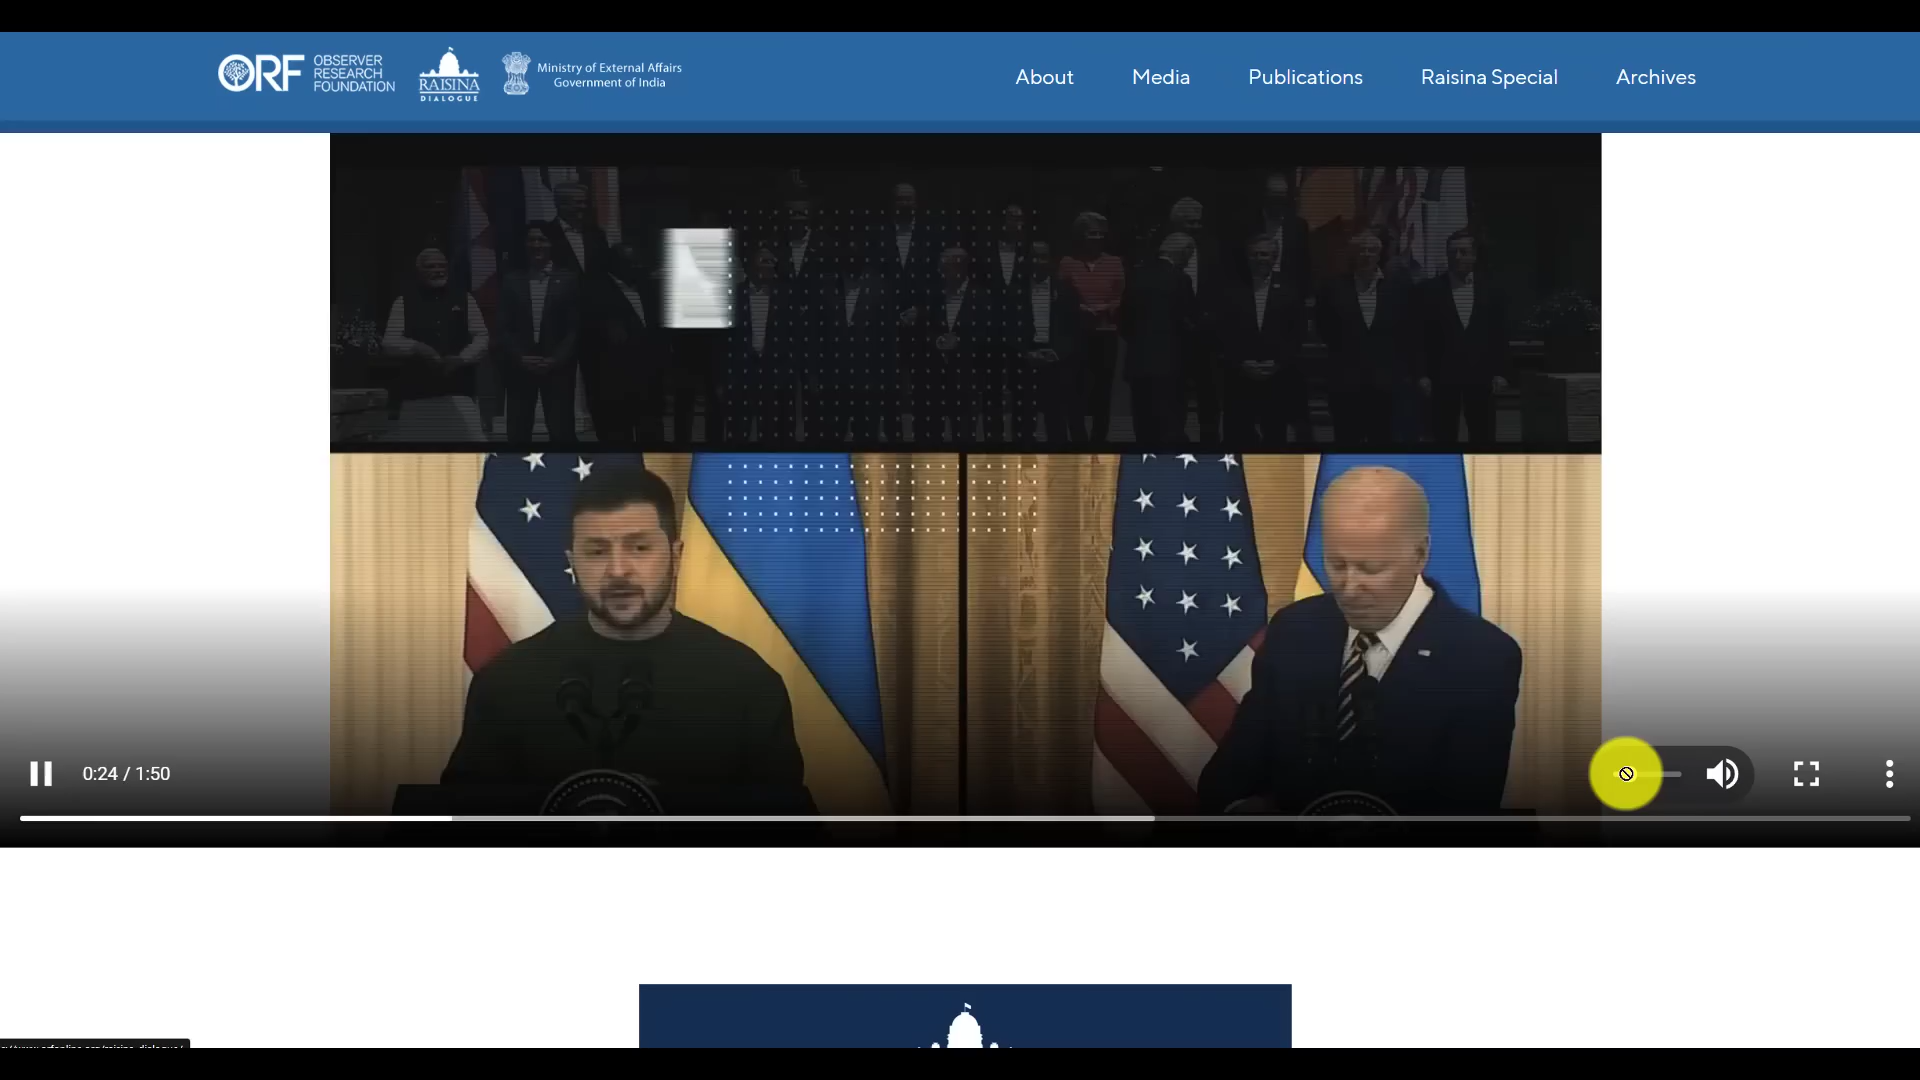 ORF OBSERVER
RESEARCH
FOUNDATION
RAISINA
DIALOGUE
Ministry of External Affairs
Government of India
About
Media
Publications
Raisina Special
Archives
0:24 / 1:50